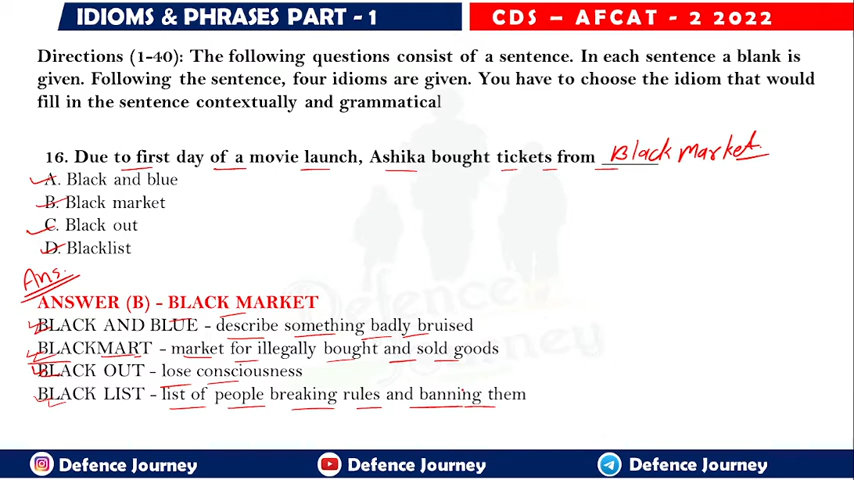 IDIOMS & PHRASES PART - 1
CDS - AFCAT - 2 2022
Directions (1-40): The following questions consist of a sentence. In each sentence a blank is
given. Following the sentence, four idioms are given. You have to choose the idiom that would
fill in the sentence contextually and grammatical
16. Due to first day of a movie launch, Ashika bought tickets from ______ Black market.
A. Black and blue
B. Black market
C. Black out
D. Blacklist
Ans.
ANSWER (B) - BLACK MARKET
BLACK AND BLUE - describe something badly bruised
BLACKMART - market for illegally bought and sold goods
BLACK OUT - lose consciousness
BLACK LIST - list of people breaking rules and banning them
Defence
Journey
Defence Journey
Defence Journey
Defence Journey